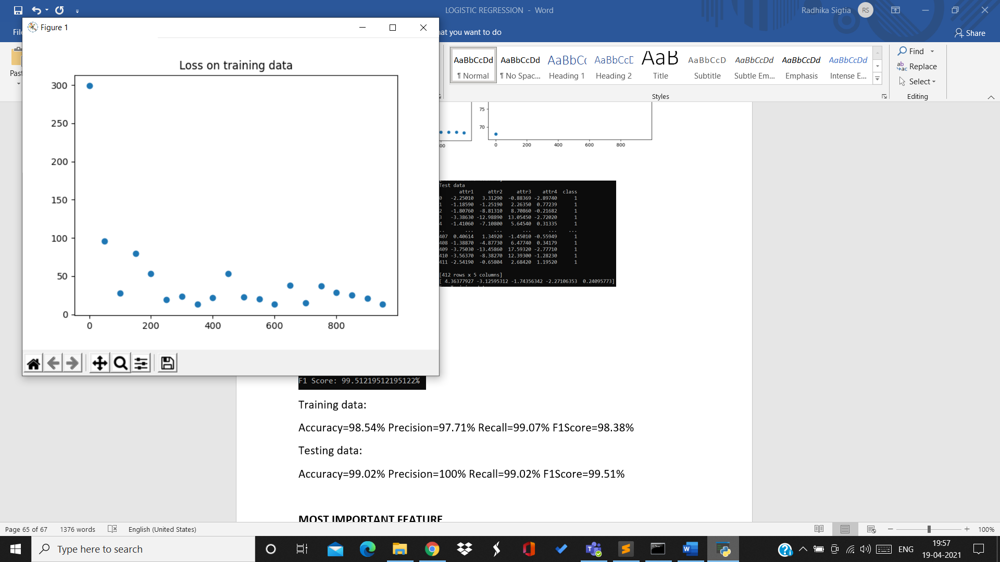 LOGISTIC REGRESSION - Word
Radhika Sigtia
RS
Figure 1
at you want to do
Share
Past
AaBbCcDd AaBbCcDd AaBbCc AaBbCcD AaB AaBbCcD AaBbCcDd AaBbCcDd AaBbCcDd
¶ Normal ¶ No Spac... Heading 1 Heading 2 Title Subtitle Subtle Em... Emphasis Intense E...
Styles
Find
Replace
Select
Editing
Loss on training data
300
250
200
150
100
50
0
0 200 400 600 800
75
70
0 200 400 600 800
Test data
attr1 attr2 attr3 attr4 class
0 -2.25010 3.31290 -0.88369 -2.89740 1
1 -1.18590 -1.25190 2.26350 0.77239 1
2 -1.80760 -8.81310 8.70860 -0.21682 1
3 -3.38630 -12.98890 13.05450 -2.72020 1
4 -1.41060 -7.10800 5.64540 0.31335 1
.. ... ... ... ... ...
407 0.40614 1.34920 -1.45010 -0.55949 1
408 -1.38870 -4.87730 6.47740 0.34179 1
409 -3.75030 -13.45860 17.59320 -2.77710 1
410 -3.56370 -8.38270 12.39300 -1.28230 1
411 -2.54190 -0.65804 2.68420 1.19520 1
[412 rows x 5 columns]
[ 4.36377927 -3.12595312 -1.74356342 -2.27106353 0.24095773]
F1 Score: 99.51219512195122%
Training data:
Accuracy=98.54% Precision=97.71% Recall=99.07% F1Score=98.38%
Testing data:
Accuracy=99.02% Precision=100% Recall=99.02% F1Score=99.51%
MOST IMPORTANT FEATURE
Page 65 of 67 1376 words English (United States) 100%
Type here to search
ENG
19:57
19-04-2021